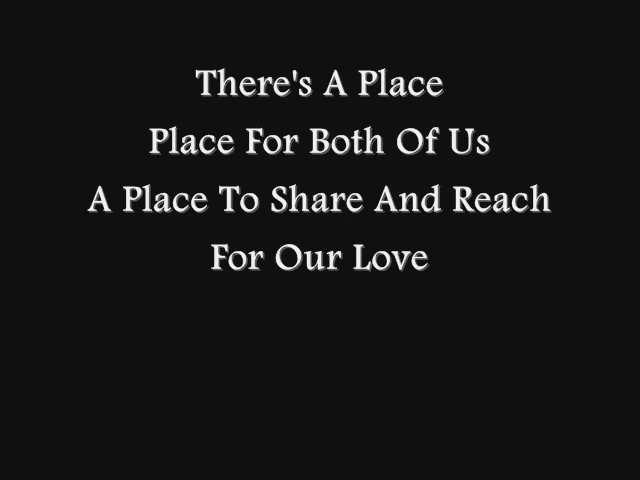 There's A Place
Place For Both Of Us
A Place To Share And Reach
For Our Love